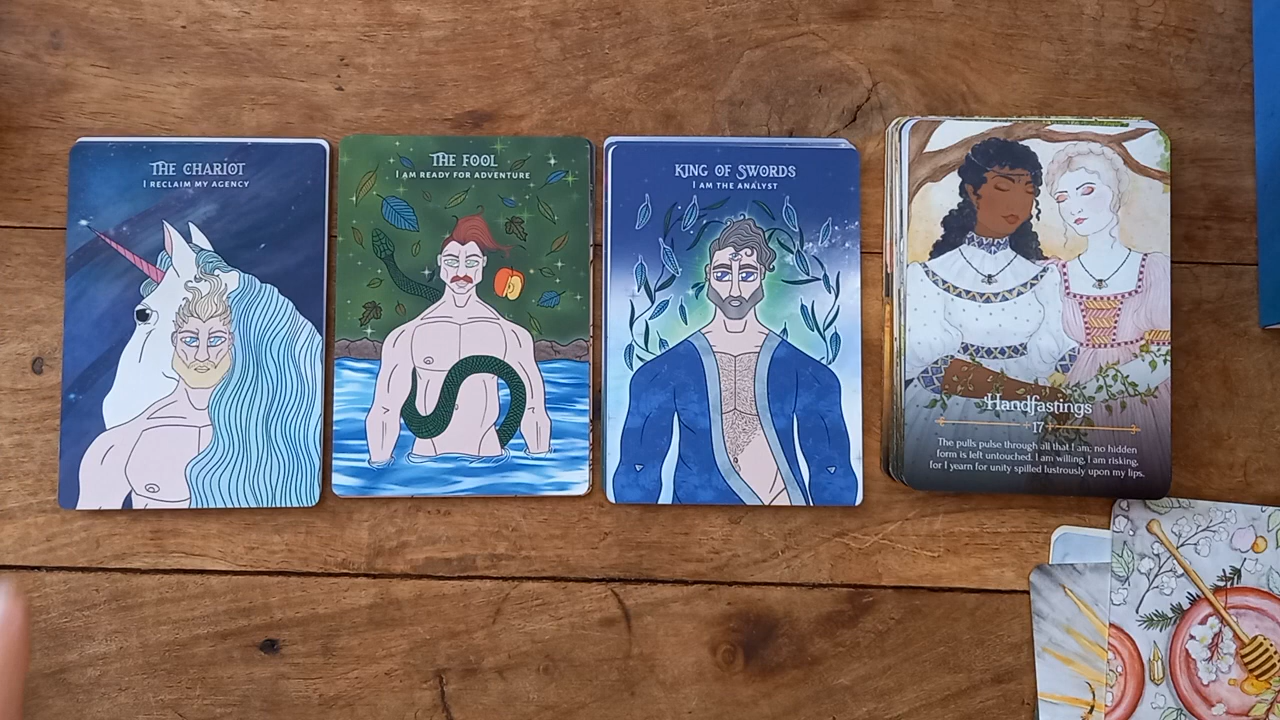 THE CHARIOT
I RECLAIM MY AGENCY
THE FOOL
I AM READY FOR ADVENTURE
KING OF SWORDS
I AM THE ANALYST
Handfastings
17
The pulls pulse through all that I am; no hidden
form is left untouched. I am willing, I am risking,
for I yearn for unity spilled lustrously upon my lips.